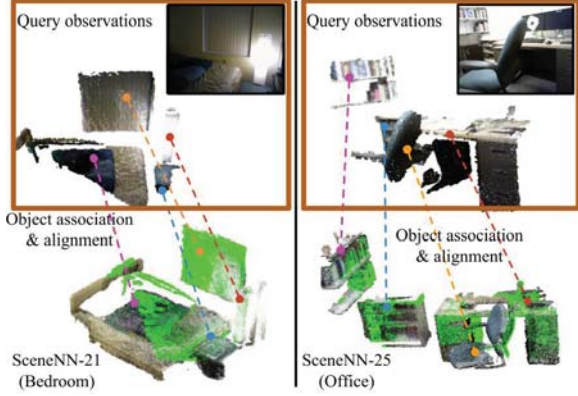 Query observations
Object association
& alignment
SceneNN-21
(Bedroom)
Query observations
Object association
& alignment
SceneNN-25
(Office)